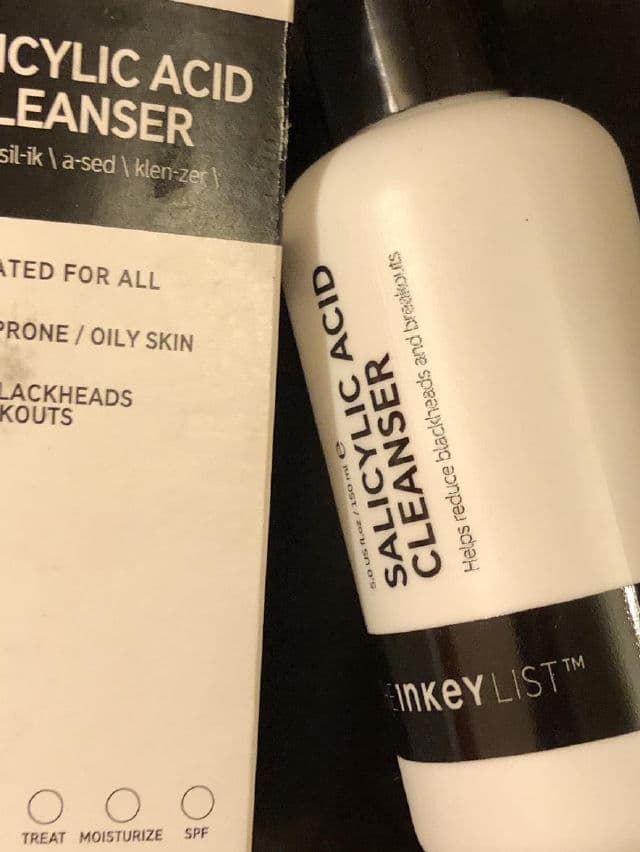 ICYLIC ACID
LEANSER
sil-ik \ a-sed \ klen-zer \
ATED FOR ALL
PRONE / OILY SKIN
LACKHEADS
KOUTS
TREAT MOISTURIZE SPF
5.0 US fl.oz / 150 ml e
SALICYLIC ACID
CLEANSER
Helps reduce blackheads and breakouts
INKEY LIST™